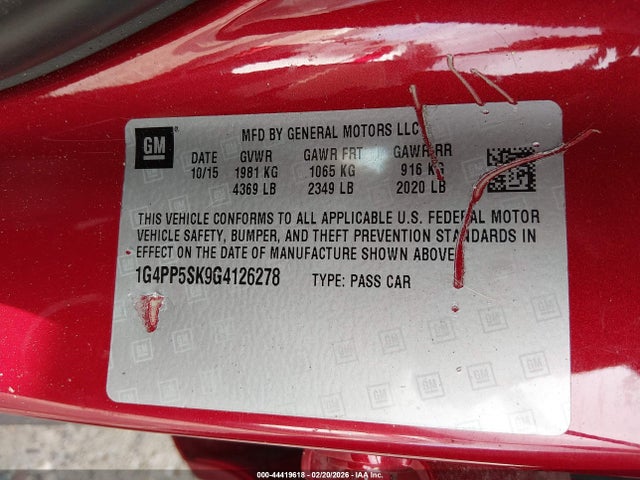 GM
MFD BY GENERAL MOTORS LLC
DATE GVWR GAWR FRT GAWR RR
10/15 1981 KG 1065 KG 916 KG
4369 LB 2349 LB 2020 LB
THIS VEHICLE CONFORMS TO ALL APPLICABLE U.S. FEDERAL MOTOR
VEHICLE SAFETY, BUMPER, AND THEFT PREVENTION STANDARDS IN
EFFECT ON THE DATE OF MANUFACTURE SHOWN ABOVE
1G4PP5SK9G4126278 TYPE: PASS CAR
000-44419618 | 02/20/2026 - IAA4U.COM